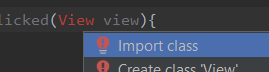 licked(View view){
Import class
Create class 'View'